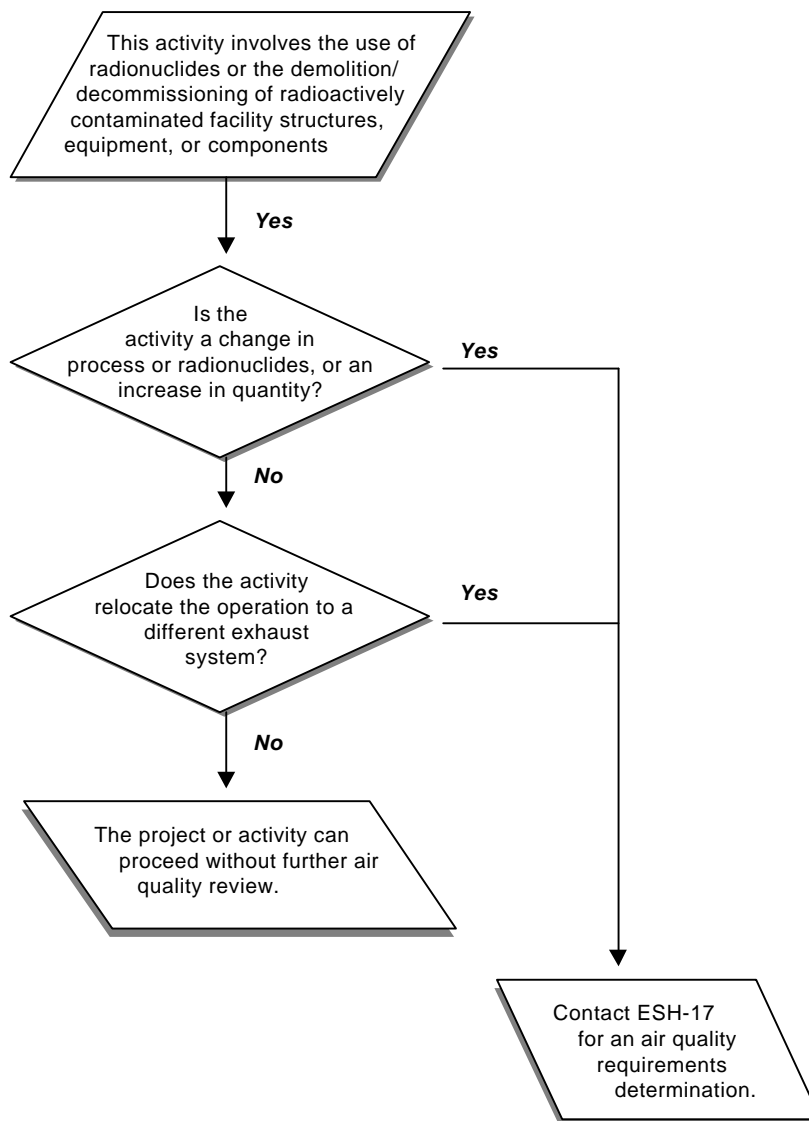 This activity involves the use of
radionuclides or the demolition/
decommissioning of radioactively
contaminated facility structures,
equipment, or components
Yes
Is the
activity a change in
process or radionuclides, or an
increase in quantity?
Yes
No
Does the activity
relocate the operation to a
different exhaust
system?
Yes
No
The project or activity can
proceed without further air
quality review.
Contact ESH-17
for an air quality
requirements
determination.